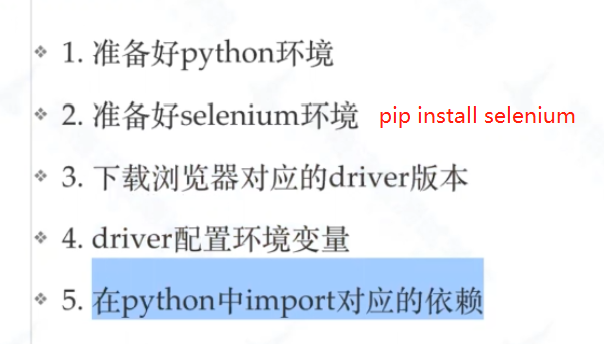 ❖ 1. 准备好python环境
❖ 2. 准备好selenium环境 pip install selenium
❖ 3. 下载浏览器对应的driver版本
❖ 4. driver配置环境变量
❖ 5. 在python中import对应的依赖